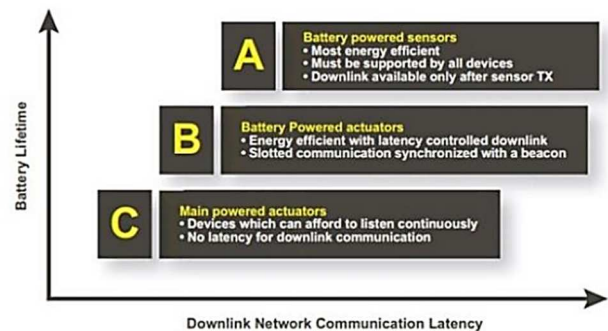 A
Battery powered sensors
• Most energy efficient
• Must be supported by all devices
• Downlink available only after sensor TX
B
Battery Powered actuators
• Energy efficient with latency controlled downlink
• Slotted communication synchronized with a beacon
C
Main powered actuators
• Devices which can afford to listen continuously
• No latency for downlink communication
Battery Lifetime
Downlink Network Communication Latency